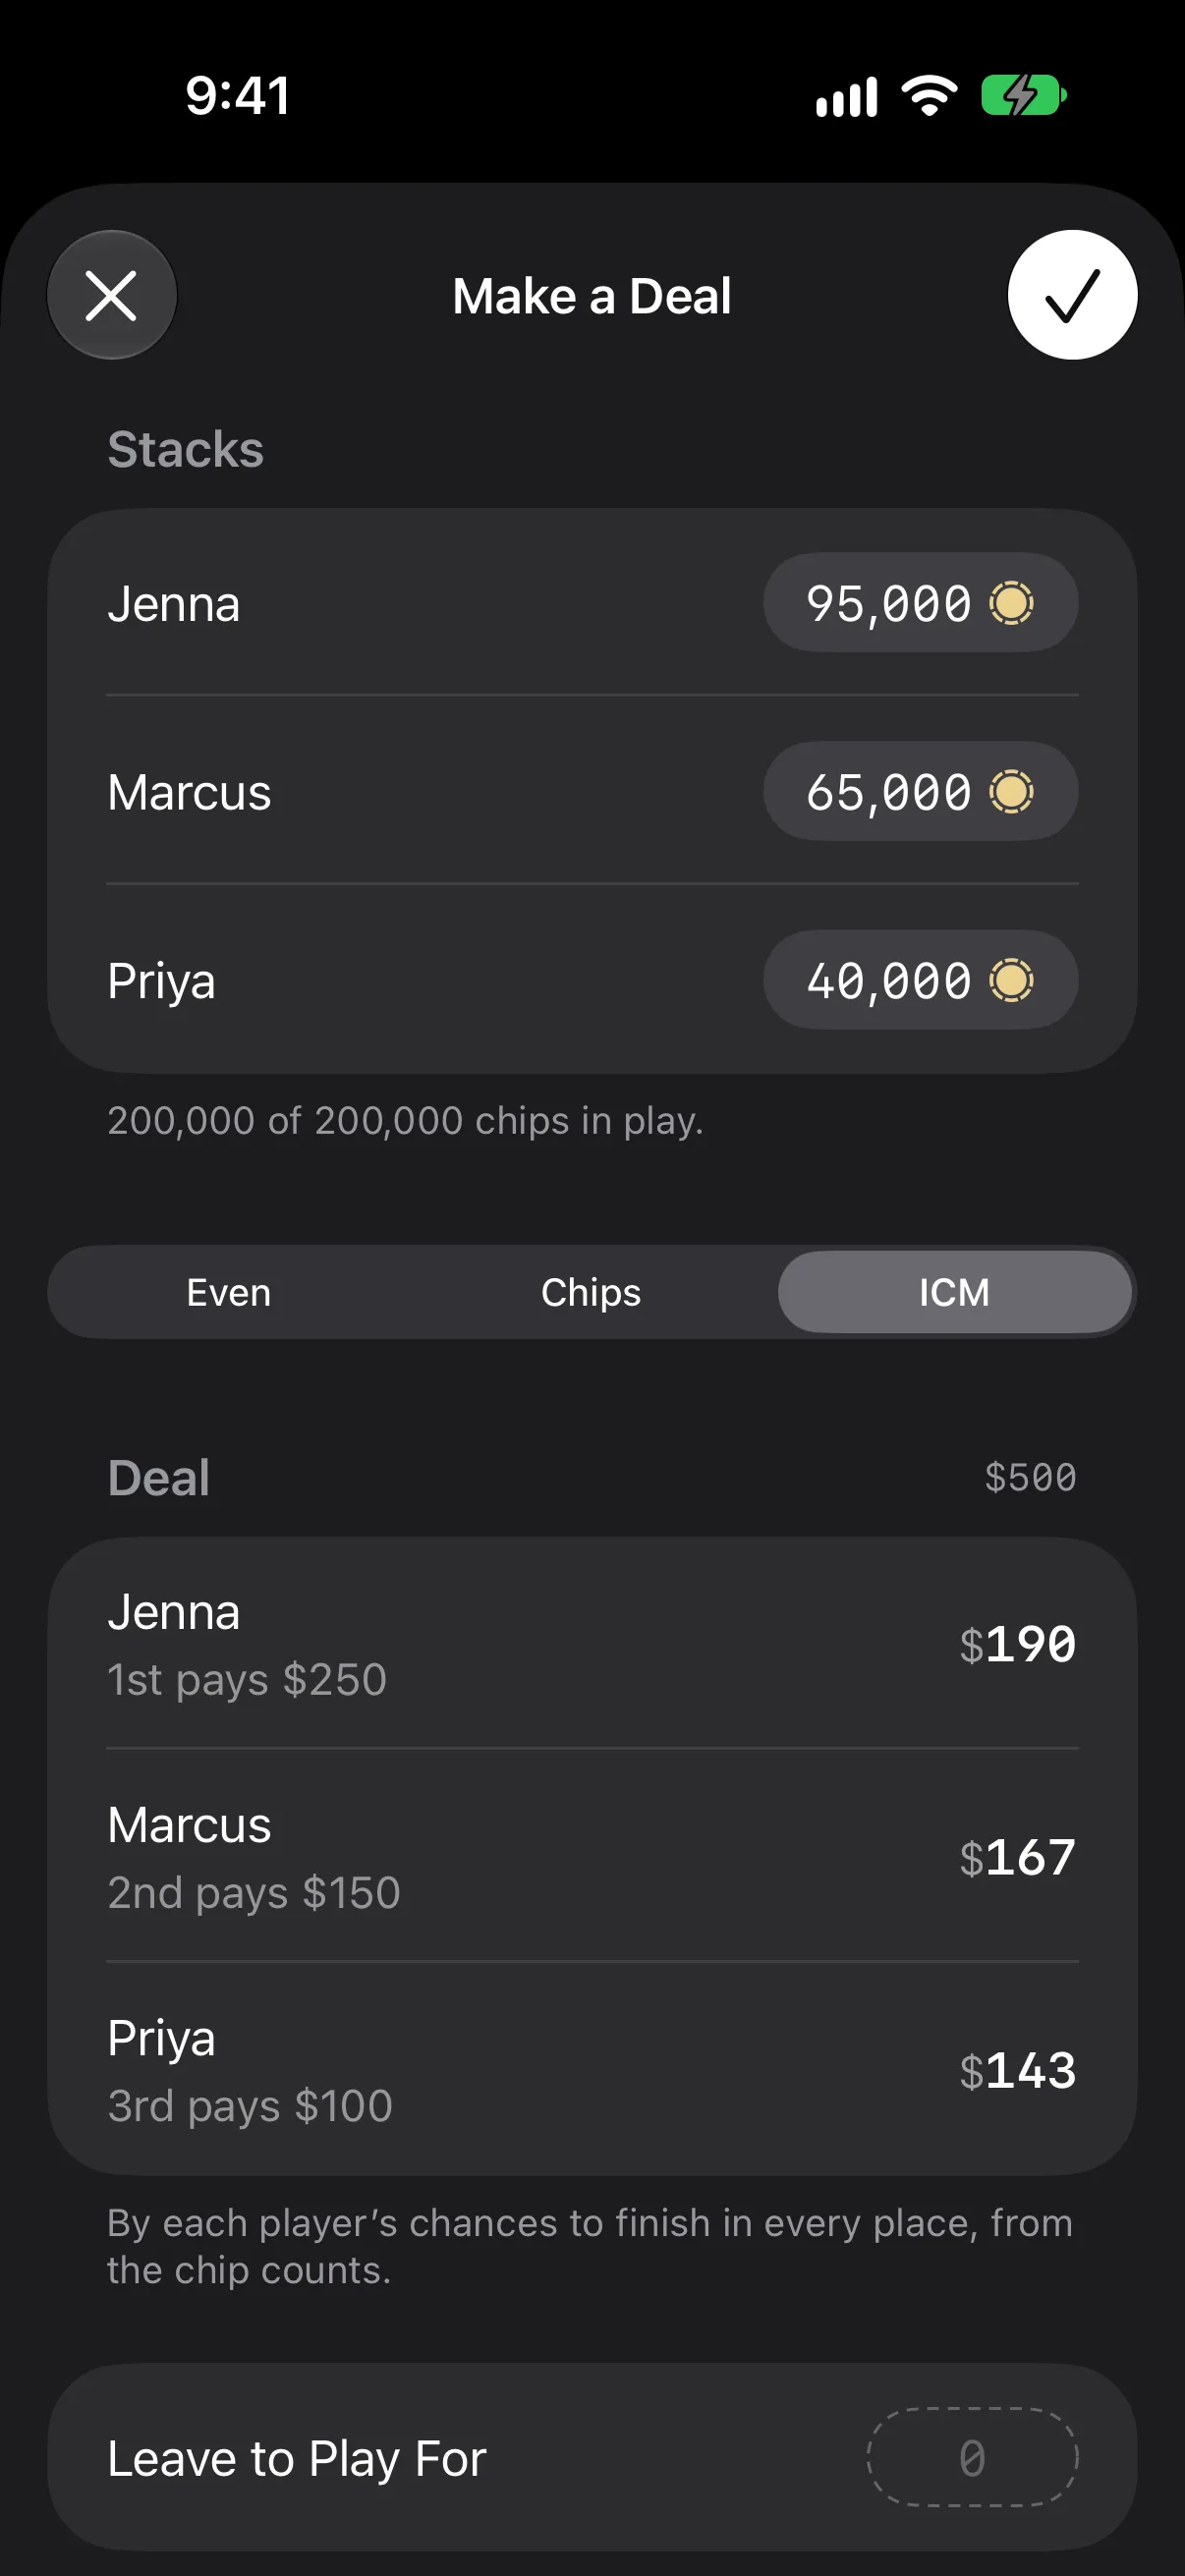 9:41
Make a Deal
Stacks
Jenna 95,000
Marcus 65,000
Priya 40,000
200,000 of 200,000 chips in play.
Even Chips ICM
Deal $500
Jenna
1st pays $250
$190
Marcus
2nd pays $150
$167
Priya
3rd pays $100
$143
By each player’s chances to finish in every place, from
the chip counts.
Leave to Play For 0